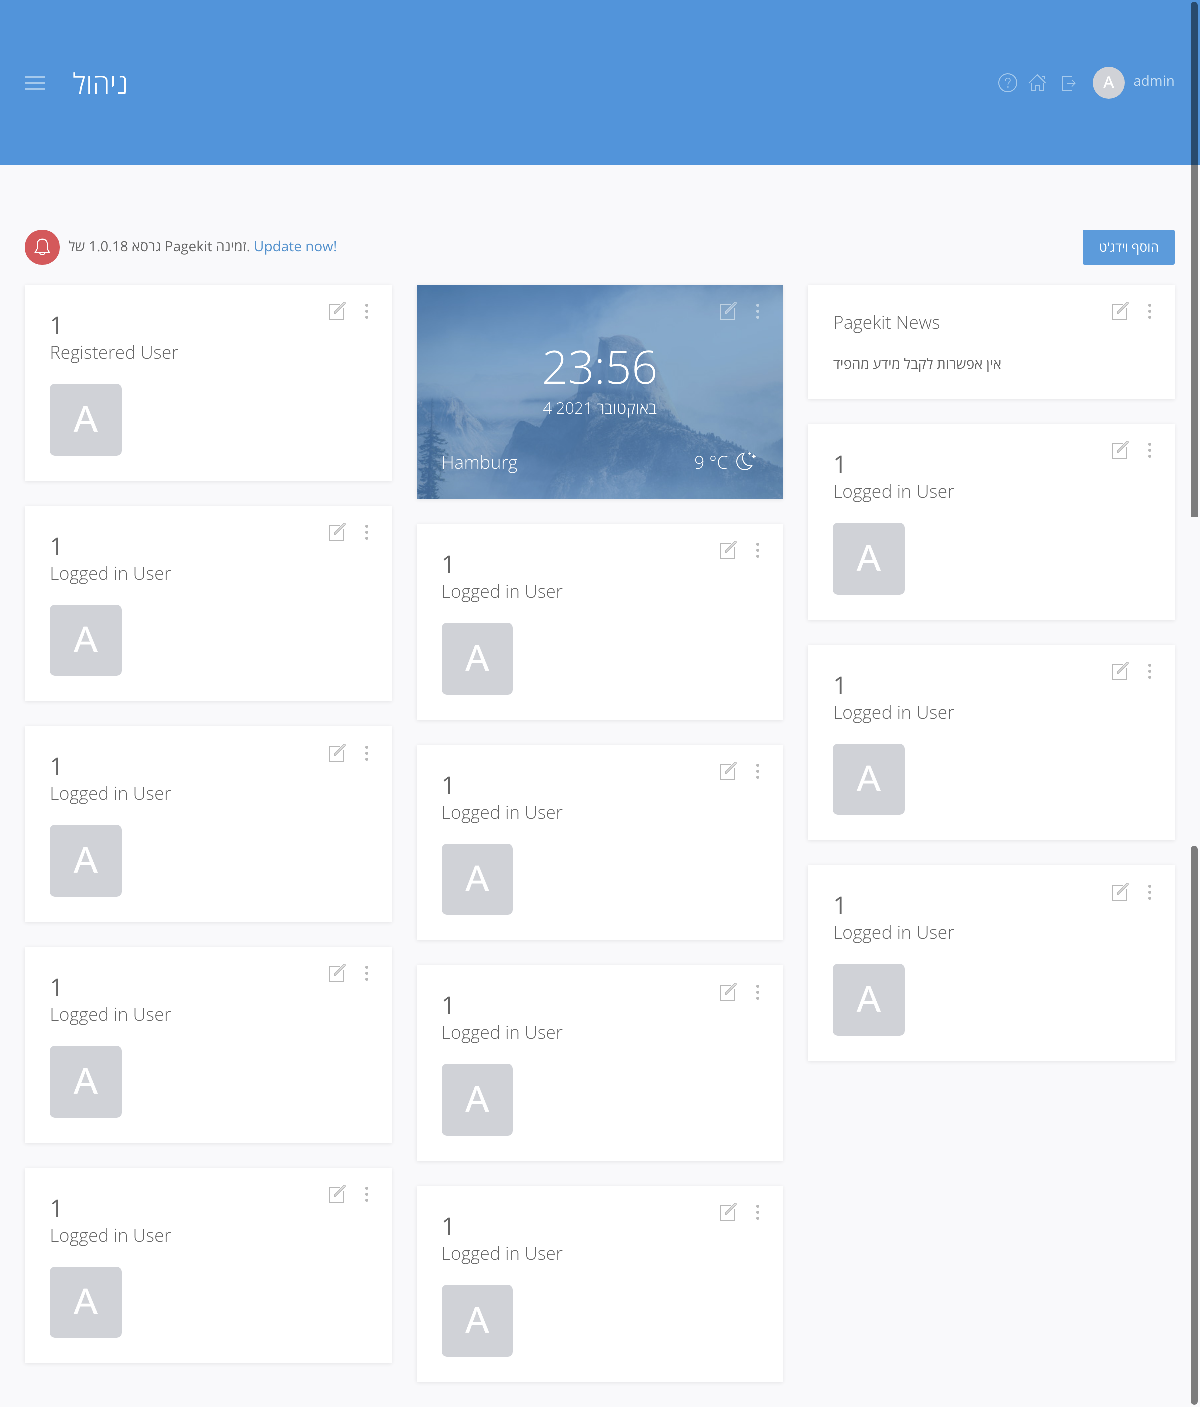 ניהול
A admin
גרסא 1.0.18 של Pagekit זמינה. Update now!
הוסף וידג'ט
1
Registered User
A
1
Logged in User
A
1
Logged in User
A
1
Logged in User
A
1
Logged in User
A
23:56
4 באוקטובר 2021
Hamburg 9 °C
1
Logged in User
A
1
Logged in User
A
1
Logged in User
A
1
Logged in User
A
Pagekit News
אין אפשרות לקבל מידע מהפיד
1
Logged in User
A
1
Logged in User
A
1
Logged in User
A